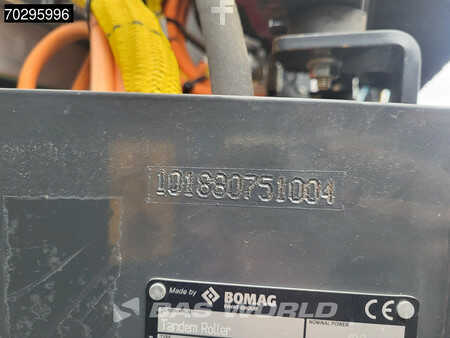 70295996
101880751004
Made by BOMAG
CE
BAS WORLD
Tandem Roller
NOMINAL POWER